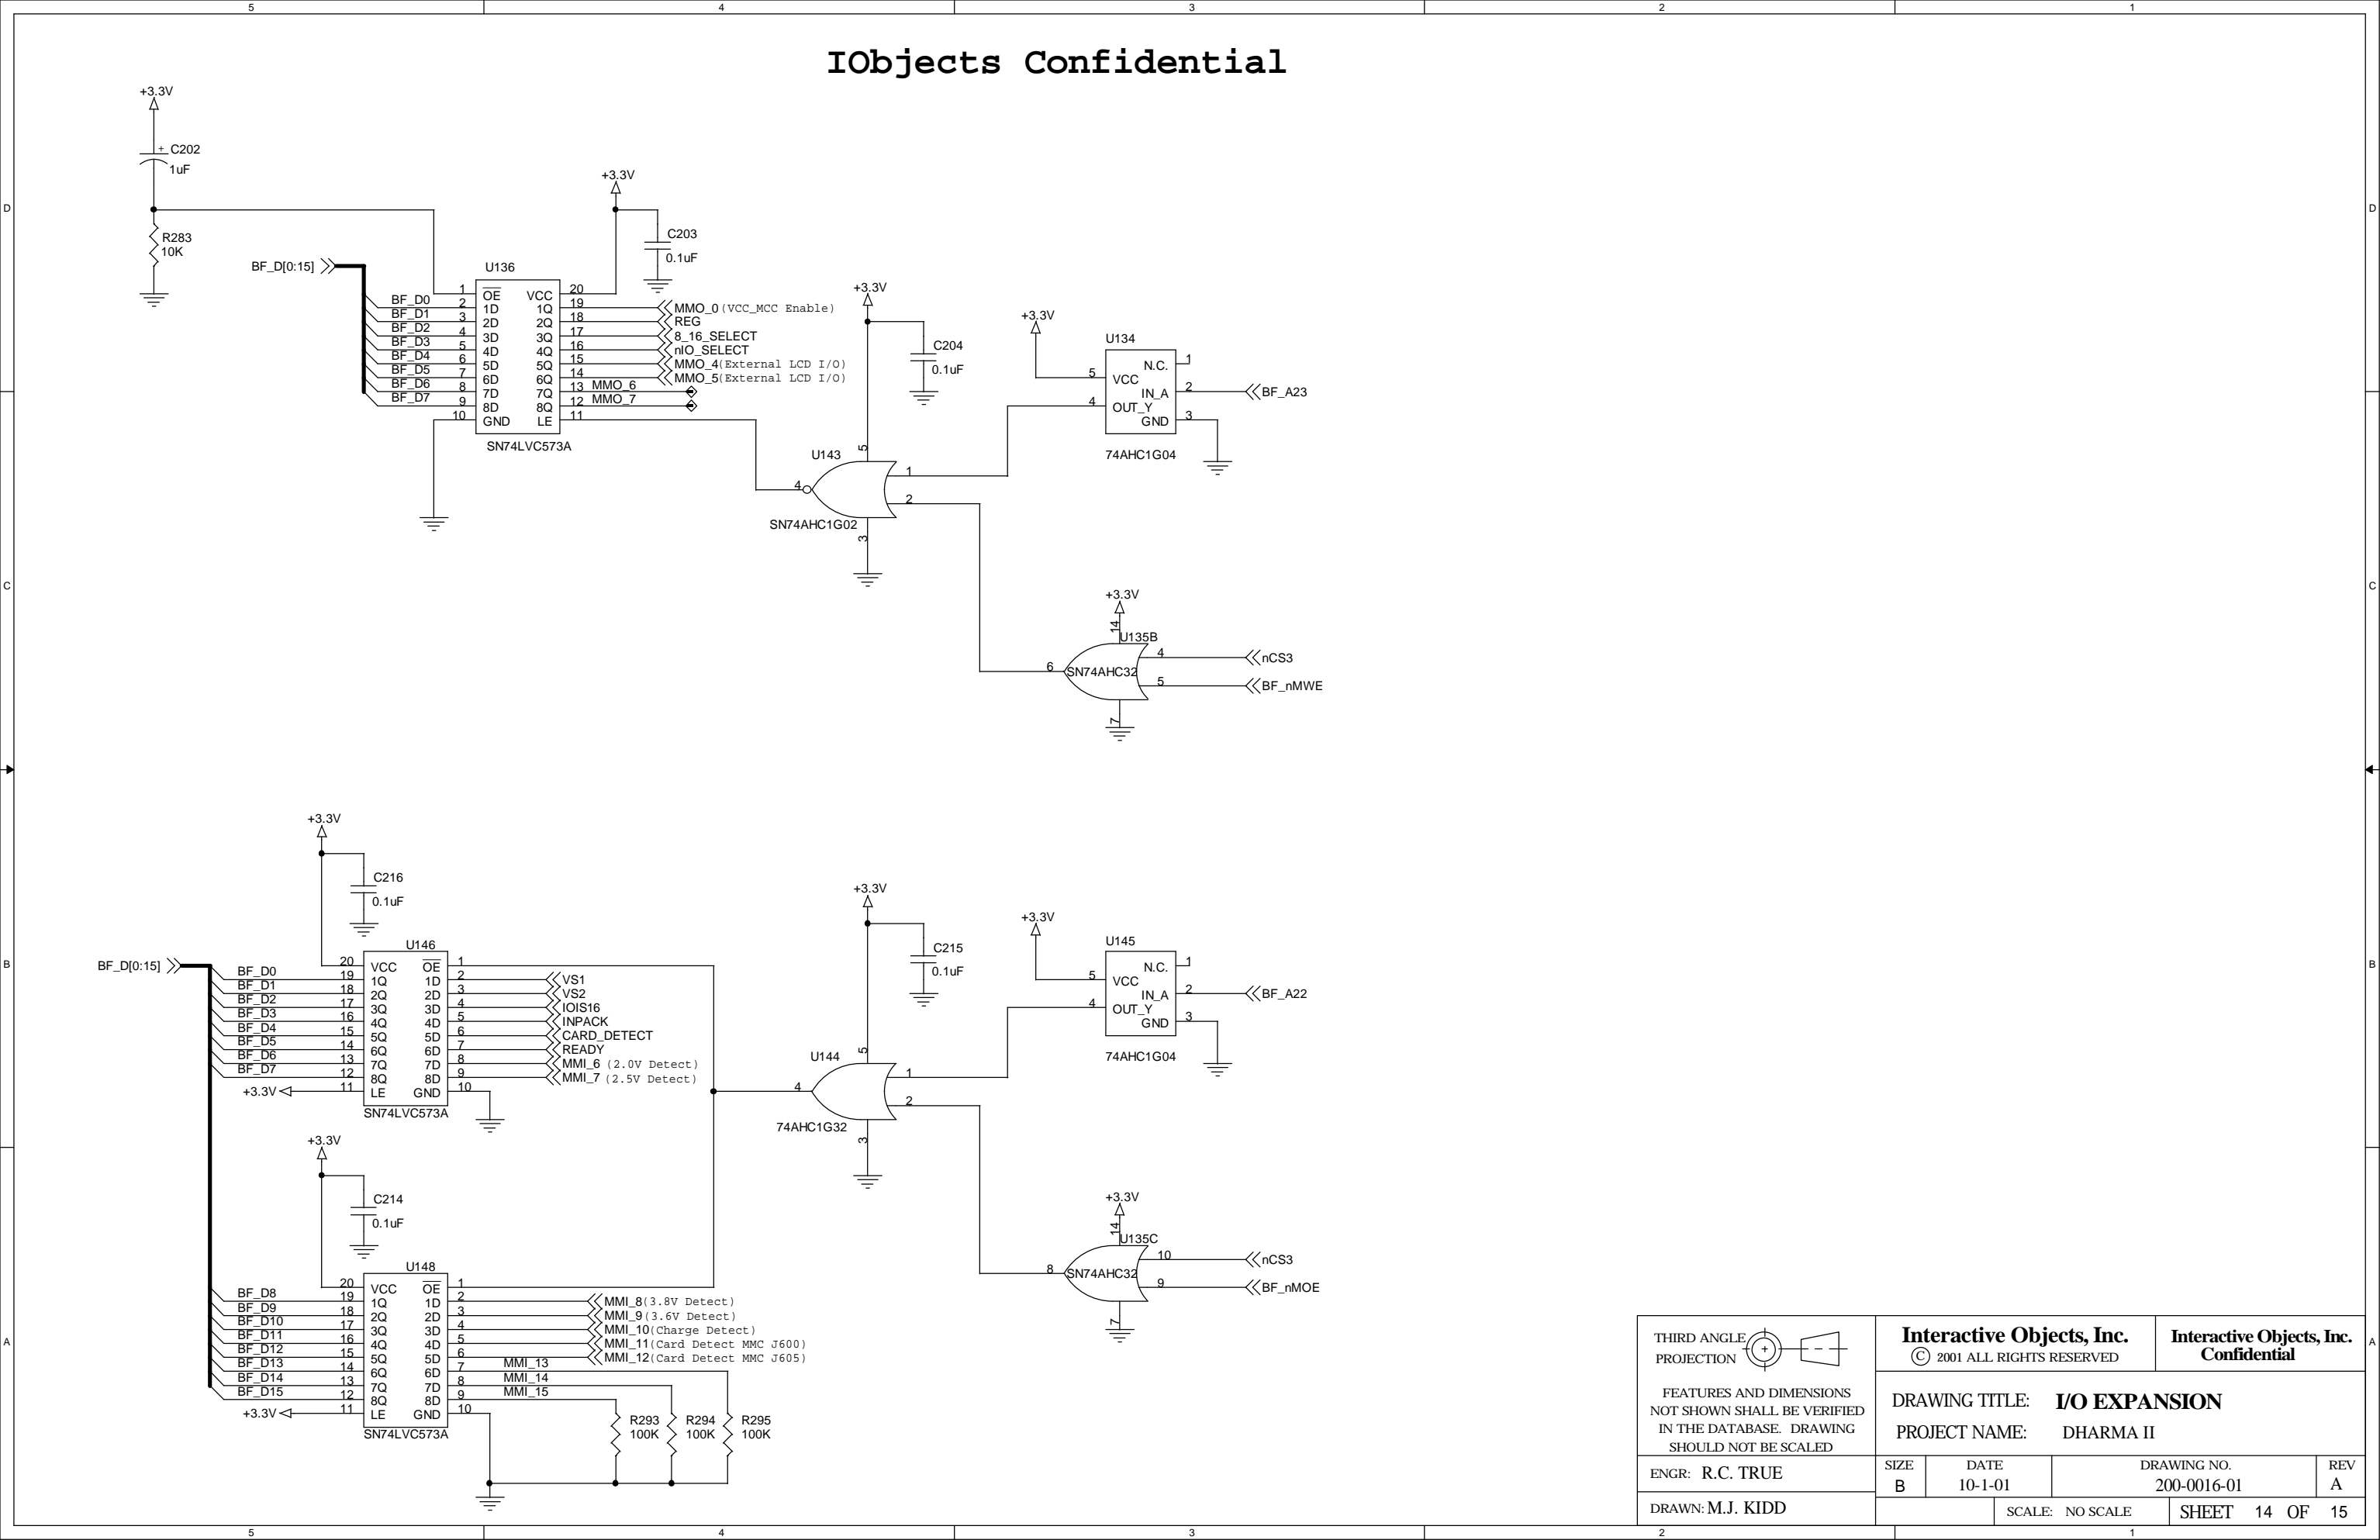 5 4 3 2 1
IObjects Confidential
+3.3V
+ C202
1uF
R283
10K
+3.3V
C203
0.1uF
D D
BF_D[0:15]
U136
BF_D0 1 OE VCC 20
BF_D1 2 1D 1Q 19 MMO_0 (VCC_MCC Enable)
BF_D2 3 2D 2Q 18 REG
BF_D3 4 3D 3Q 17 8_16_SELECT
BF_D4 5 4D 4Q 16 nIO_SELECT
BF_D5 6 5D 5Q 15 MMO_4(External LCD I/O)
BF_D6 7 6D 6Q 14 MMO_5(External LCD I/O)
BF_D7 8 7D 7Q 13 MMO_6
9 8D 8Q 12 MMO_7
10 GND LE 11
SN74LVC573A
+3.3V
C204
0.1uF
+3.3V
U134
N.C. 1
5 VCC
IN_A 2 BF_A23
4 OUT_Y
GND 3
74AHC1G04
U143
5
1
4
2
3
SN74AHC1G02
C C
+3.3V
14
U135B
4 nCS3
6 SN74AHC32
5 BF_nMWE
7
+3.3V
C216
0.1uF
B B
BF_D[0:15]
U146
20 VCC OE 1
BF_D0 19 1Q 1D 2 VS1
BF_D1 18 2Q 2D 3 VS2
BF_D2 17 3Q 3D 4 IOIS16
BF_D3 16 4Q 4D 5 INPACK
BF_D4 15 5Q 5D 6 CARD_DETECT
BF_D5 14 6Q 6D 7 READY
BF_D6 13 7Q 7D 8 MMI_6 (2.0V Detect)
BF_D7 12 8Q 8D 9 MMI_7 (2.5V Detect)
+3.3V 11 LE GND 10
SN74LVC573A
+3.3V
C215
0.1uF
+3.3V
U145
N.C. 1
5 VCC
IN_A 2 BF_A22
4 OUT_Y
GND 3
74AHC1G04
U144
5
1
4
2
3
74AHC1G32
+3.3V
C214
0.1uF
+3.3V
14
U135C
10 nCS3
8 SN74AHC32
9 BF_nMOE
7
A A
U148
20 VCC OE 1
BF_D8 19 1Q 1D 2 MMI_8(3.8V Detect)
BF_D9 18 2Q 2D 3 MMI_9(3.6V Detect)
BF_D10 17 3Q 3D 4 MMI_10(Charge Detect)
BF_D11 16 4Q 4D 5 MMI_11(Card Detect MMC J600)
BF_D12 15 5Q 5D 6 MMI_12(Card Detect MMC J605)
BF_D13 14 6Q 6D 7 MMI_13
BF_D14 13 7Q 7D 8 MMI_14
BF_D15 12 8Q 8D 9 MMI_15
+3.3V 11 LE GND 10
SN74LVC573A
R293 R294 R295
100K 100K 100K
THIRD ANGLE
PROJECTION
FEATURES AND DIMENSIONS
NOT SHOWN SHALL BE VERIFIED
IN THE DATABASE. DRAWING
SHOULD NOT BE SCALED
ENGR: R.C. TRUE
DRAWN: M.J. KIDD
Interactive Objects, Inc.
© 2001 ALL RIGHTS RESERVED
Interactive Objects, Inc.
Confidential
DRAWING TITLE: I/O EXPANSION
PROJECT NAME: DHARMA II
SIZE DATE DRAWING NO. REV
B 10-1-01 200-0016-01 A
SCALE: NO SCALE SHEET 14 OF 15
5 4 3 2 1